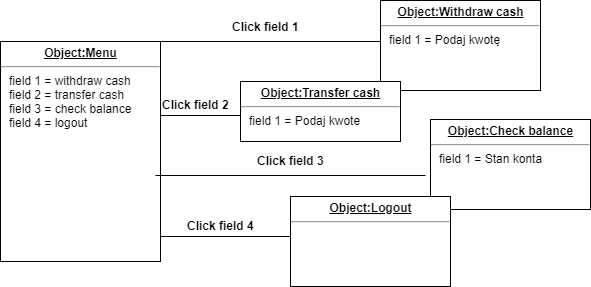 Click field 1
Object:Withdraw cash
field 1 = Podaj kwotę
Object:Menu
field 1 = withdraw cash
field 2 = transfer cash
field 3 = check balance
field 4 = logout
Click field 2
Object:Transfer cash
field 1 = Podaj kwote
Object:Check balance
field 1 = Stan konta
Click field 3
Object:Logout
Click field 4